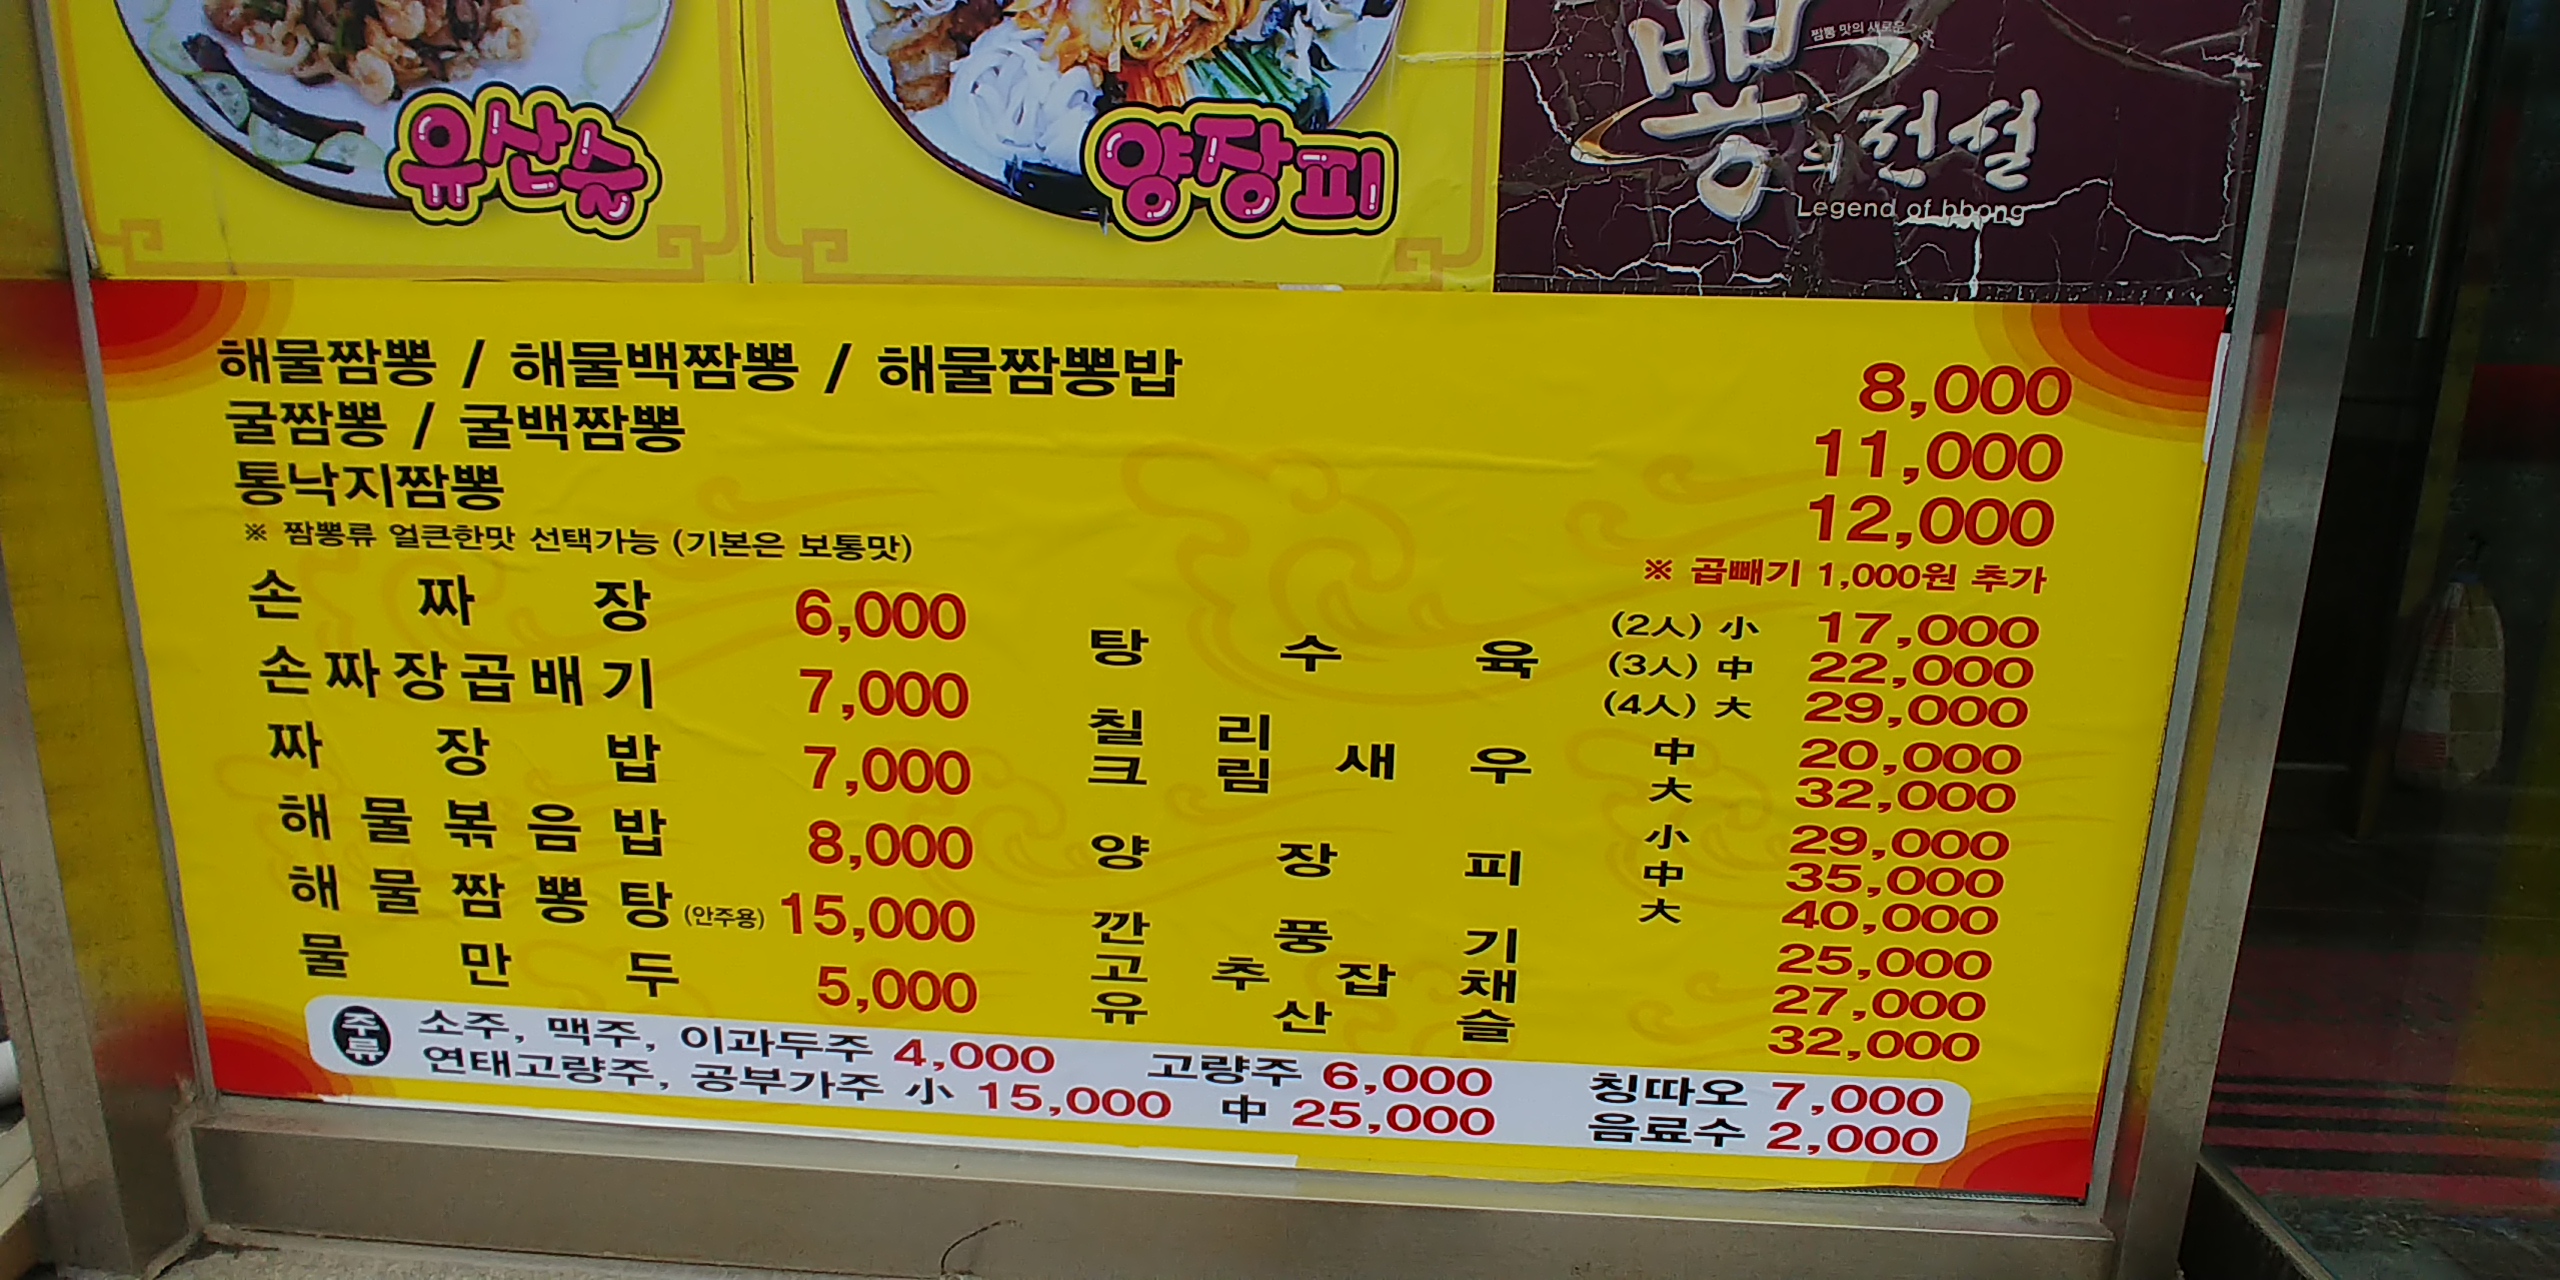 유산슬
양장피
짬뽕 맛의 새로운
뽕의전설
Legend of bbong
해물짬뽕 / 해물백짬뽕 / 해물짬뽕밥 8,000
굴짬뽕 / 굴백짬뽕 11,000
통낙지짬뽕 12,000
※ 짬뽕류 얼큰한맛 선택가능 (기본은 보통맛)
※ 곱빼기 1,000원 추가
손짜장 6,000
손짜장곱배기 7,000
짜장밥 7,000
해물볶음밥 8,000
해물짬뽕탕(안주용) 15,000
물만두 5,000
탕수육 (2人) 小 17,000
(3人) 中 22,000
(4人) 大 29,000
칠리
크림
새우 中 20,000
大 32,000
양장피 小 29,000
中 35,000
大 40,000
깐풍기 25,000
고추잡채 27,000
유산슬 32,000
주류
소주, 맥주, 이과두주 4,000 고량주 6,000 칭따오 7,000
연태고량주, 공부가주 小 15,000 中 25,000 음료수 2,000